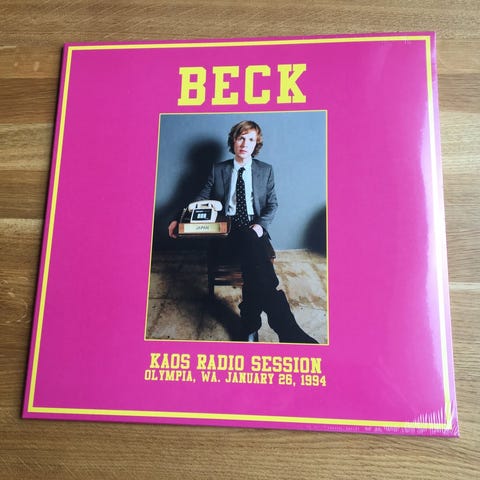 BECK
JAPAN
KAOS RADIO SESSION
OLYMPIA, WA. JANUARY 26, 1994